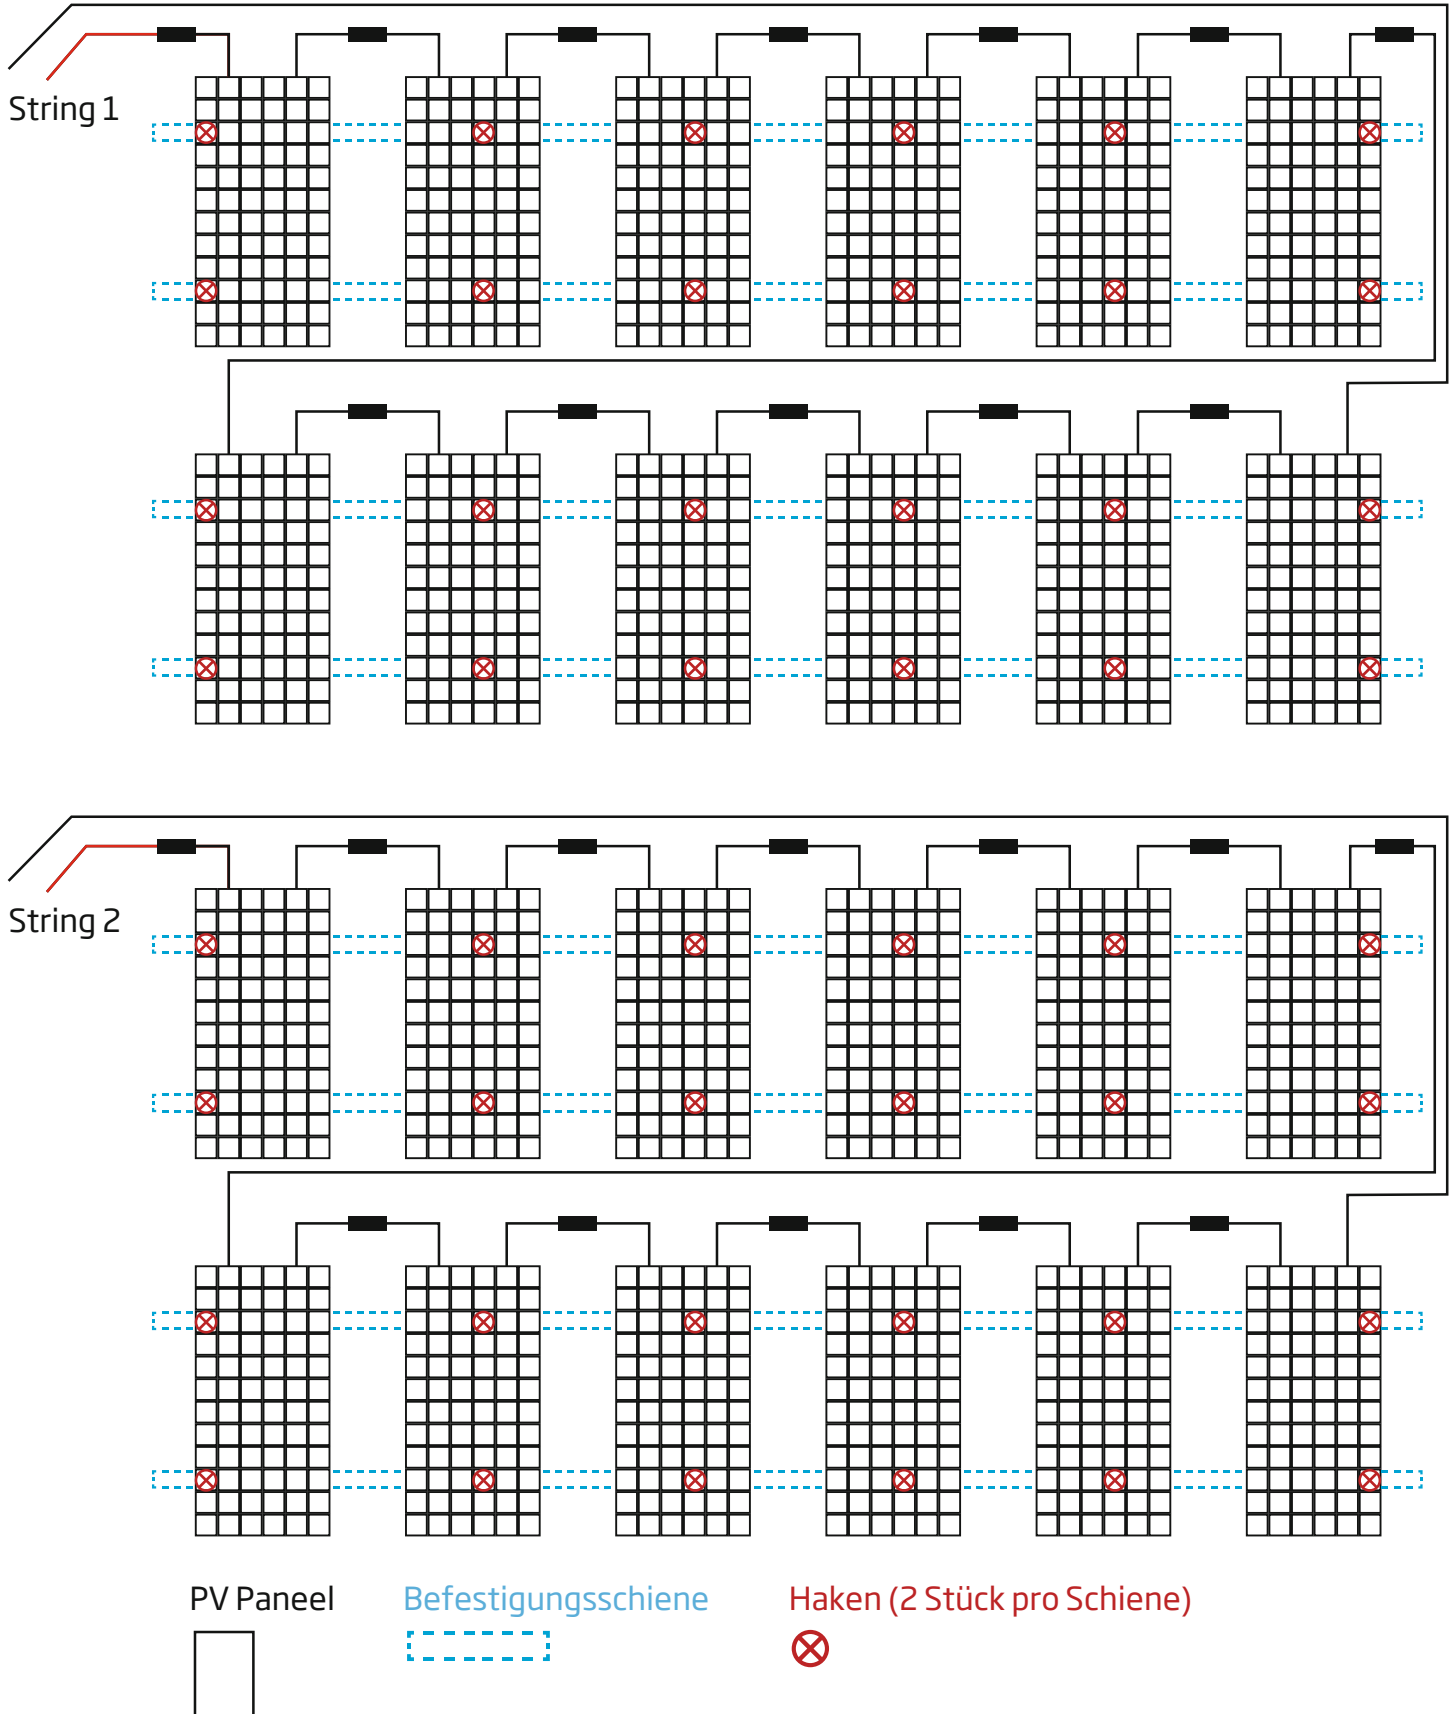 String 1
String 2
PV Paneel
Befestigungsschiene
Haken (2 Stück pro Schiene)